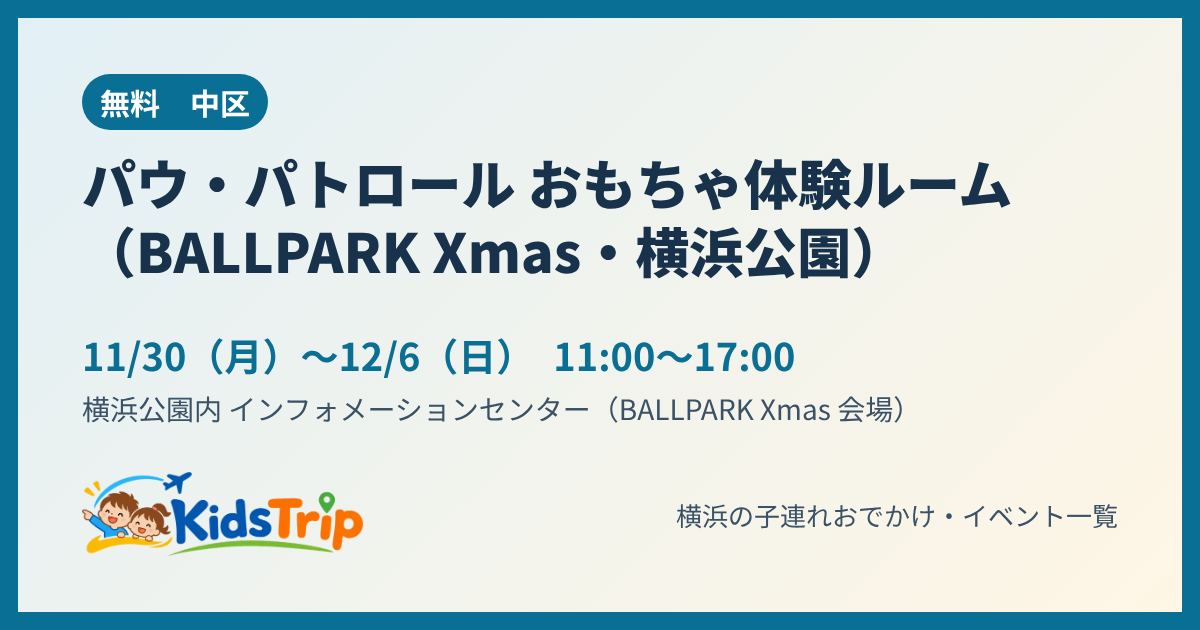 無料　中区
パウ・パトロール おもちゃ体験ルーム
（BALLPARK Xmas・横浜公園）
11/30（月）〜12/6（日）　11:00〜17:00
横浜公園内 インフォメーションセンター（BALLPARK Xmas 会場）
KidsTrip
横浜の子連れおでかけ・イベント一覧